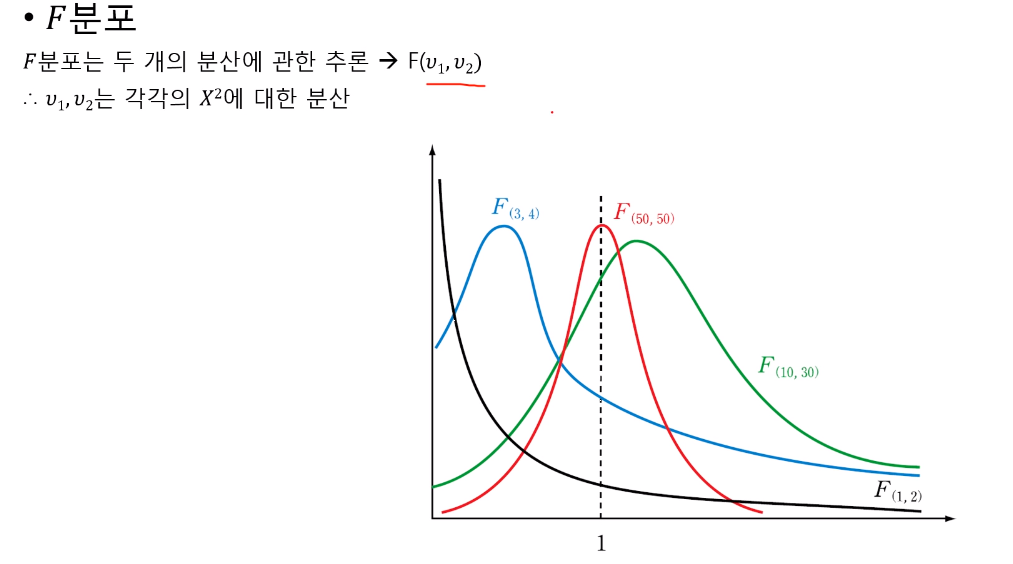 • F분포
F분포는 두 개의 분산에 관한 추론 → F(υ₁,υ₂)
∴ υ₁,υ₂는 각각의 X²에 대한 분산
F(3, 4)
F(50, 50)
F(10, 30)
F(1, 2)
1